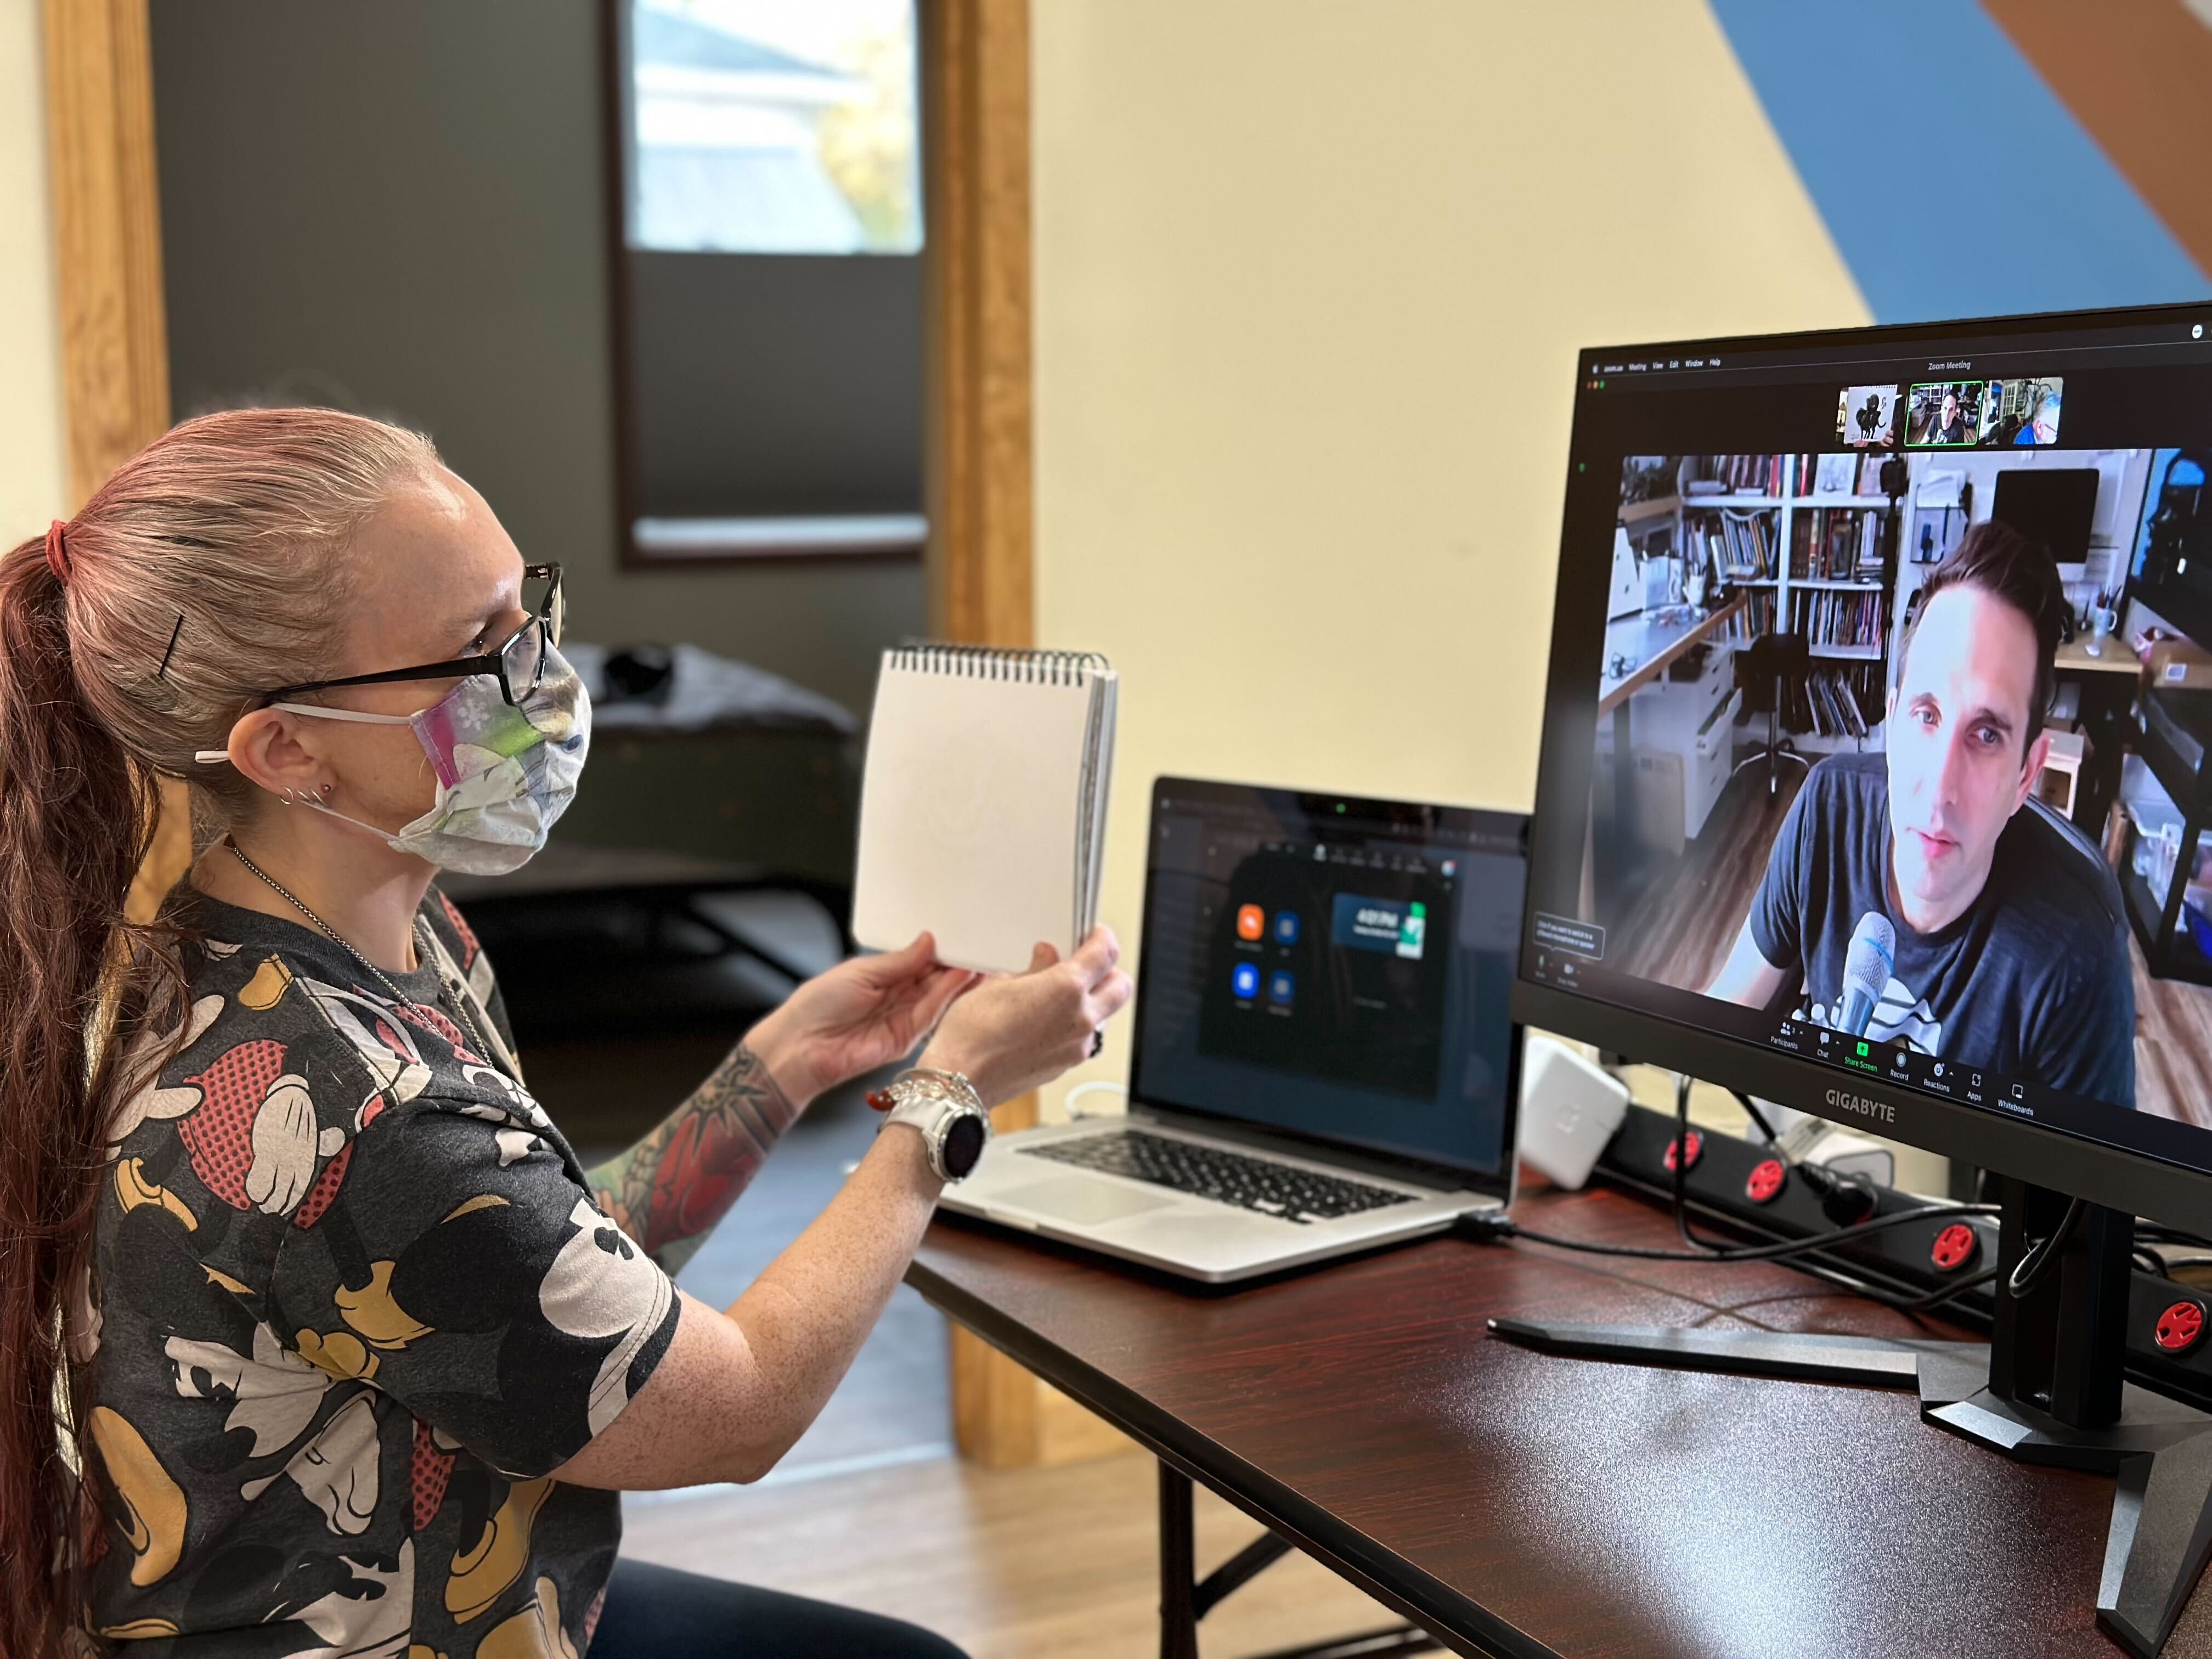 zoom.us Meeting View Edit Window Help
Zoom Meeting
Participants
Chat
Share Screen
Record
Reactions
Apps
Whiteboards
GIGABYTE